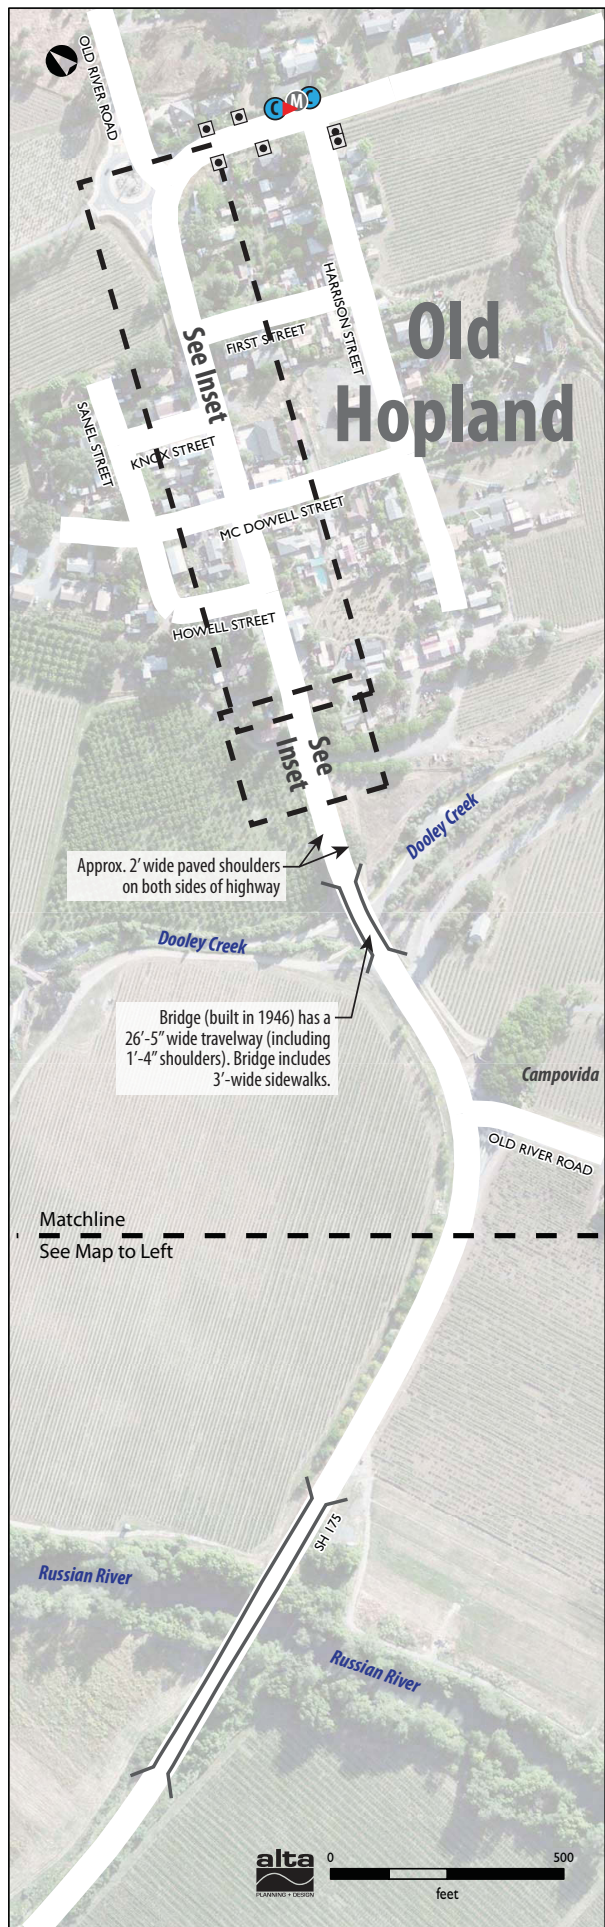 OLD RIVER ROAD
C
M
C
HARRISON STREET
Old
Hopland
FIRST STREET
See Inset
SANEL STREET
KNOX STREET
MC DOWELL STREET
HOWELL STREET
See
Inset
Dooley Creek
Approx. 2' wide paved shoulders
on both sides of highway
Dooley Creek
Bridge (built in 1946) has a
26'-5" wide travelway (including
1'-4" shoulders). Bridge includes
3'-wide sidewalks.
Campovida
OLD RIVER ROAD
Matchline
See Map to Left
SH 175
Russian River
Russian River
alta
PLANNING + DESIGN
0 500
feet